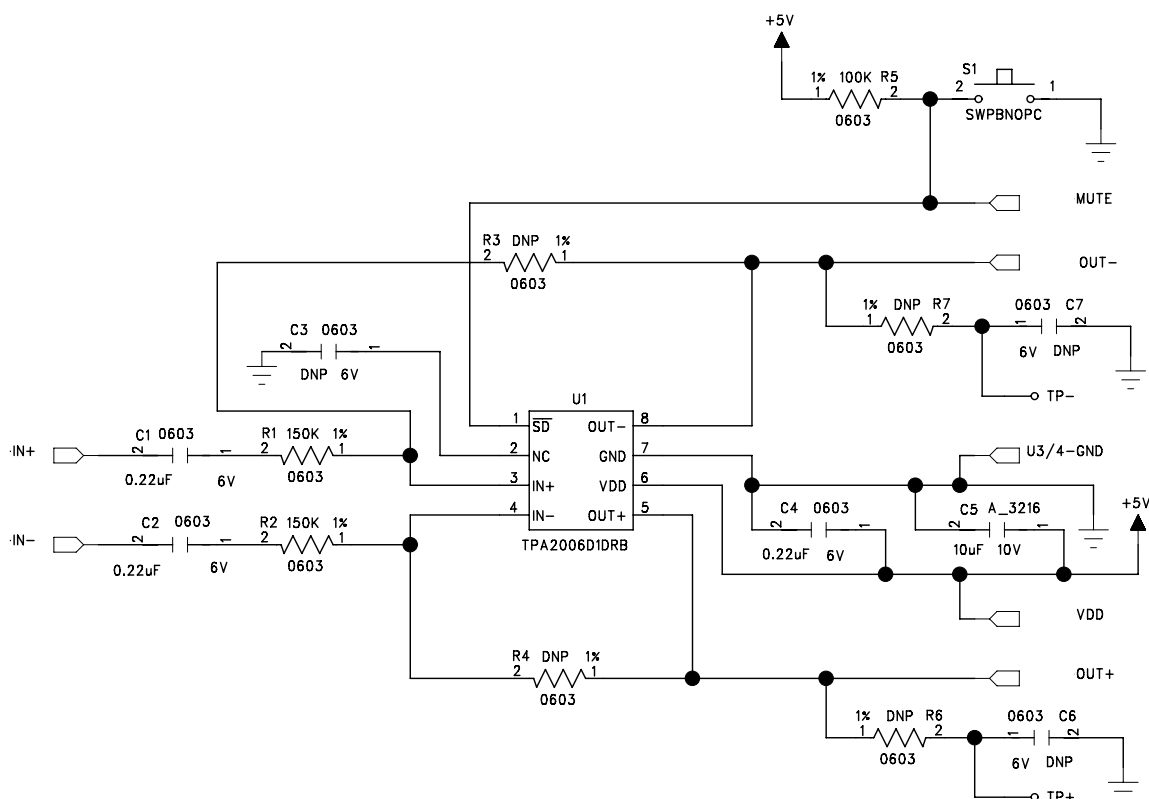 +5V
S1
1% 100K R5
1 2
2 1
0603
SWPBNOPC
MUTE
R3 DNP 1%
2 1
0603
OUT-
C3 0603
2 1
DNP 6V
1% DNP R7
1 2
0603
0603 C7
1 2
6V DNP
TP-
U1
1 SD OUT- 8
2 NC GND 7
3 IN+ VDD 6
4 IN- OUT+ 5
TPA2006D1DRB
IN+
C1 0603
2 1
0.22uF 6V
R1 150K 1%
2 1
0603
IN-
C2 0603
2 1
0.22uF 6V
R2 150K 1%
2 1
0603
U3/4-GND
C4 0603
2 1
0.22uF 6V
C5 A_3216
2 1
10uF 10V
+5V
VDD
R4 DNP 1%
2 1
0603
OUT+
1% DNP R6
1 2
0603
0603 C6
1 2
6V DNP
TP+